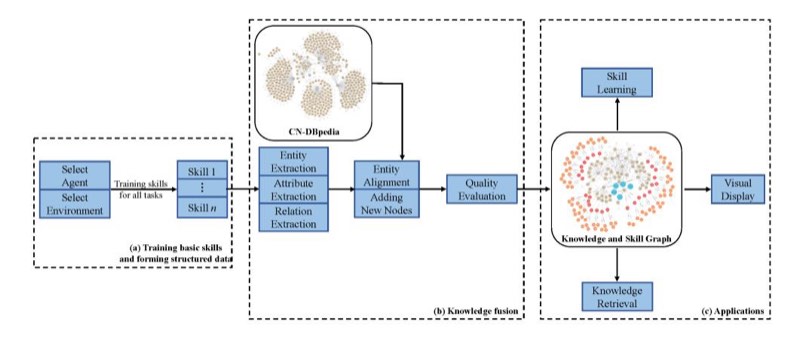 Select
Agent
Select
Environment
Training skills
for all tasks
Skill 1
⋮
Skill n
(a) Training basic skills
and forming structured data
CN-DBpedia
Entity
Extraction
Attribute
Extraction
Relation
Extraction
Entity
Alignment
Adding
New Nodes
Quality
Evaluation
(b) Knowledge fusion
Skill
Learning
Knowledge and Skill Graph
Visual
Display
Knowledge
Retrieval
(c) Applications